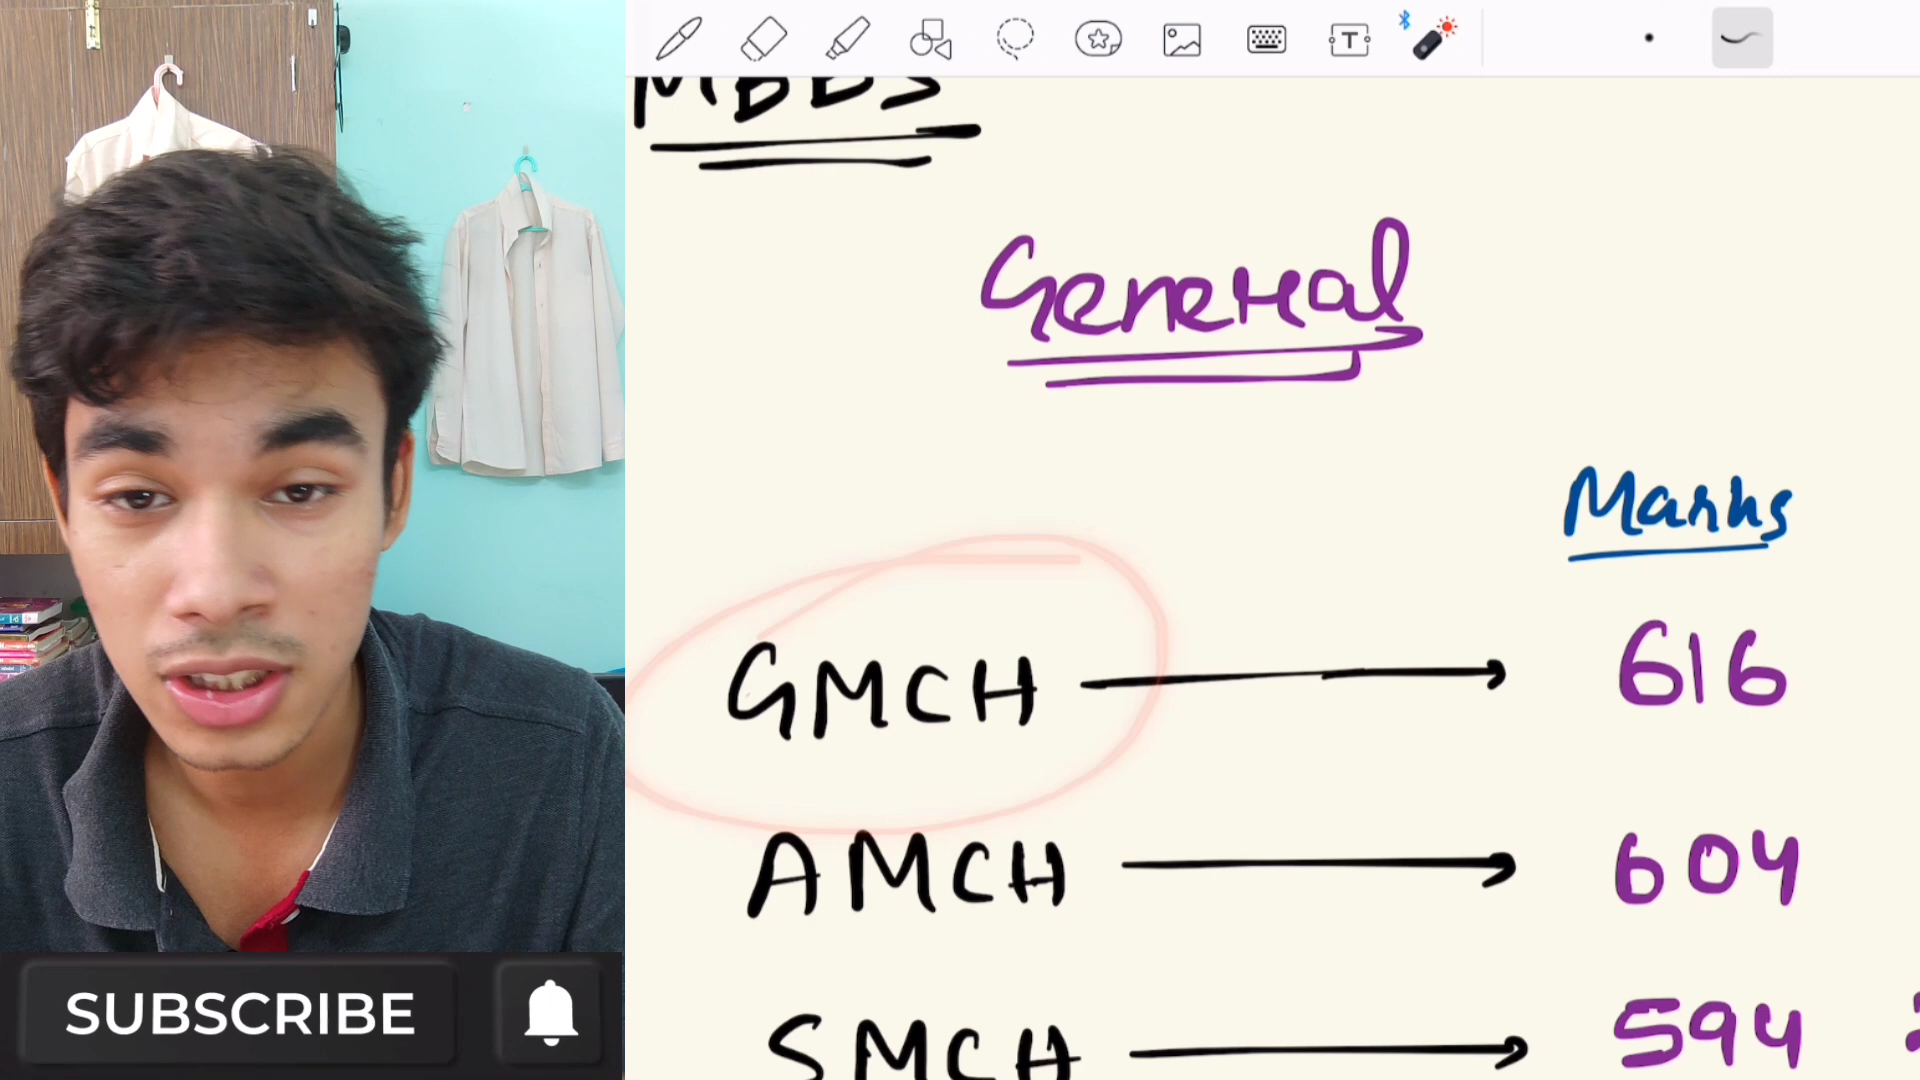 MBBS
General
Marks
GMCH → 616
AMCH → 604
SMCH → 594
SUBSCRIBE